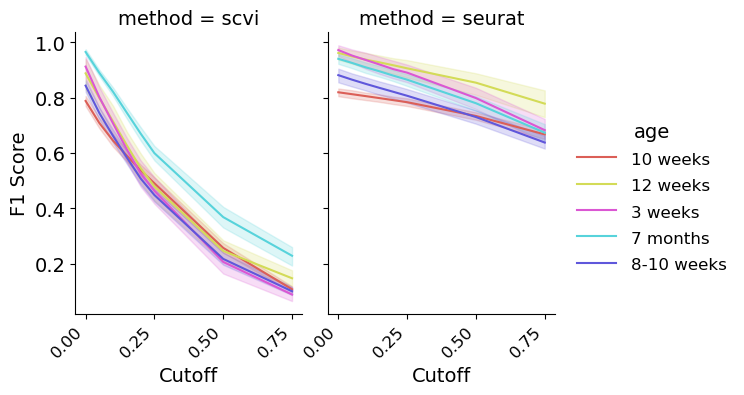 method = scvi
method = seurat
F1 Score
1.0
0.8
0.6
0.4
0.2
0.00
0.25
0.50
0.75
0.00
0.25
0.50
0.75
Cutoff
Cutoff
age
10 weeks
12 weeks
3 weeks
7 months
8-10 weeks